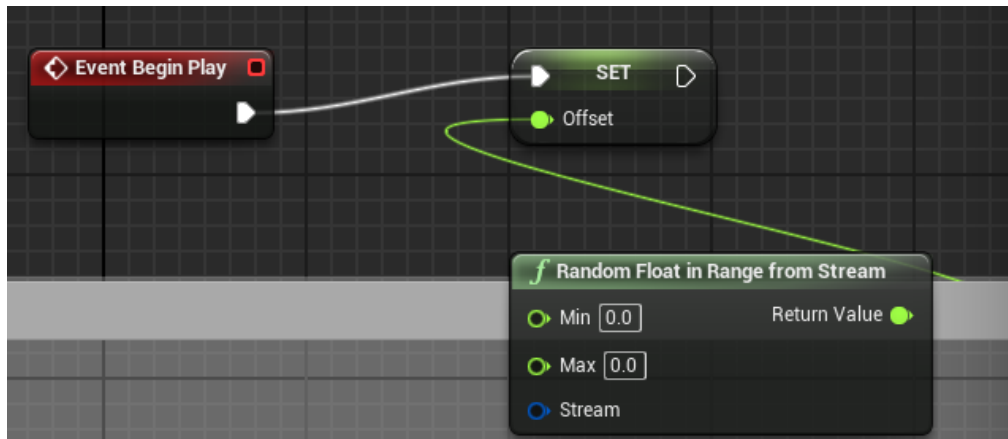 Event Begin Play
SET
Offset
f Random Float in Range from Stream
Min 0.0
Return Value
Max 0.0
Stream